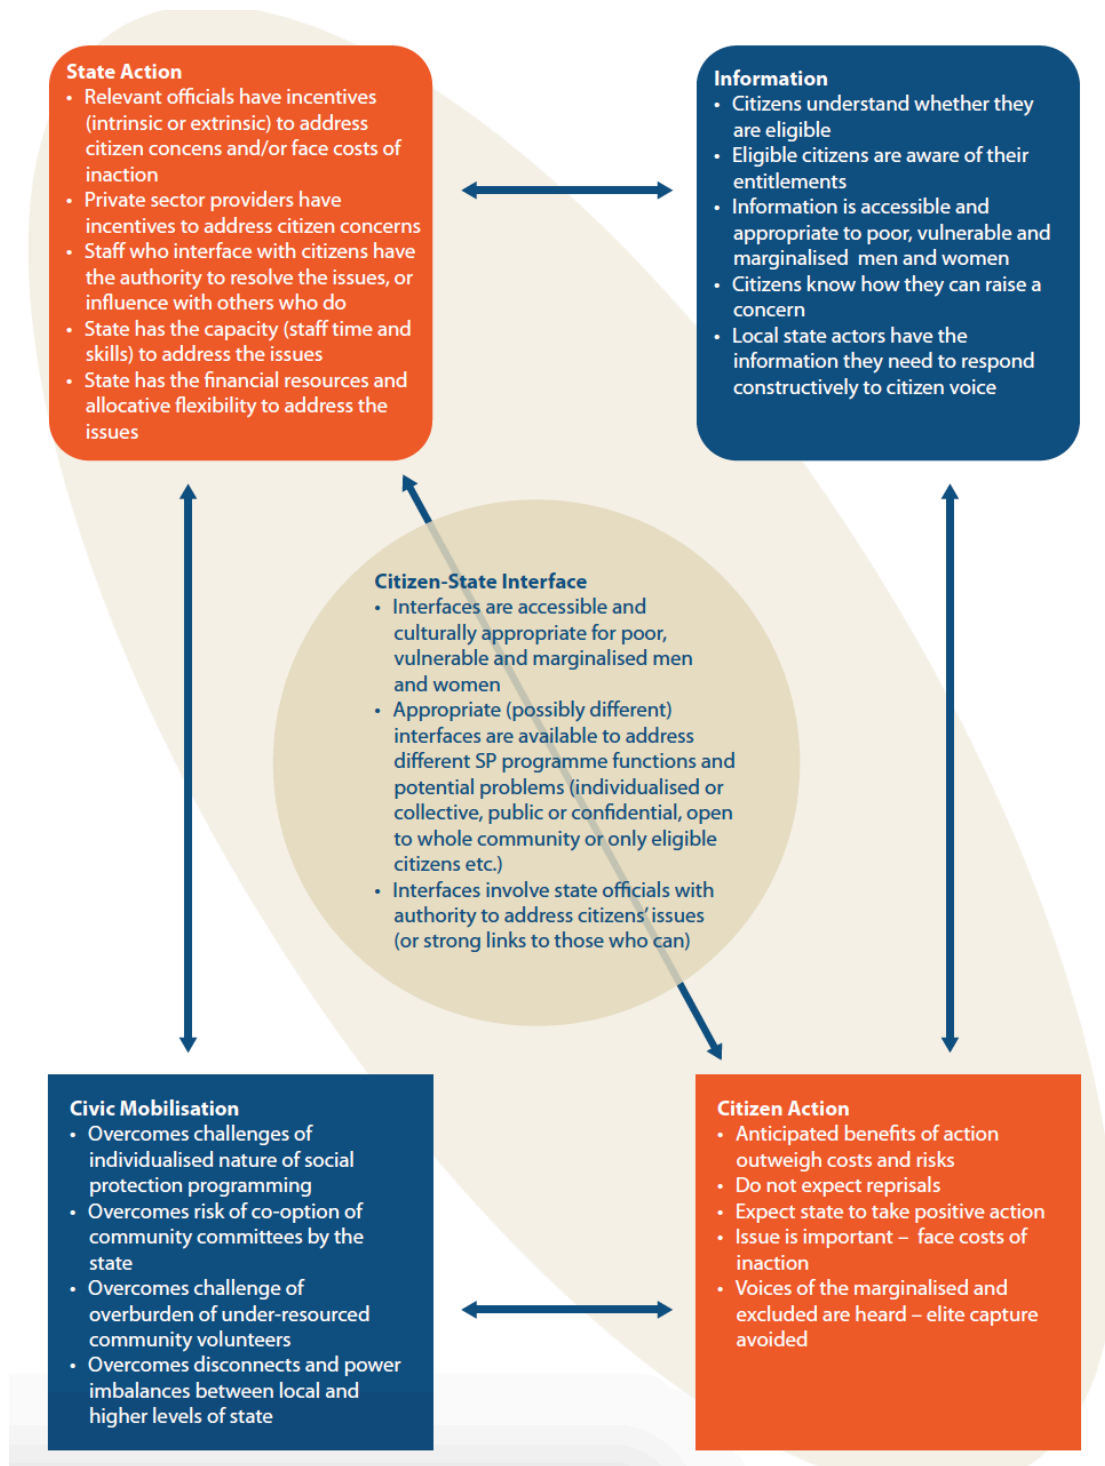 State Action
• Relevant officials have incentives
(intrinsic or extrinsic) to address
citizen concens and/or face costs of
inaction
• Private sector providers have
incentives to address citizen concerns
• Staff who interface with citizens have
the authority to resolve the issues, or
influence with others who do
• State has the capacity (staff time and
skills) to address the issues
• State has the financial resources and
allocative flexibility to address the
issues
Information
• Citizens understand whether they
are eligible
• Eligible citizens are aware of their
entitlements
• Information is accessible and
appropriate to poor, vulnerable and
marginalised men and women
• Citizens know how they can raise a
concern
• Local state actors have the
information they need to respond
constructively to citizen voice
Citizen-State Interface
• Interfaces are accessible and
culturally appropriate for poor,
vulnerable and marginalised men
and women
• Appropriate (possibly different)
interfaces are available to address
different SP programme functions and
potential problems (individualised or
collective, public or confidential, open
to whole community or only eligible
citizens etc.)
• Interfaces involve state officials with
authority to address citizens’ issues
(or strong links to those who can)
Civic Mobilisation
• Overcomes challenges of
individualised nature of social
protection programming
• Overcomes risk of co-option of
community committees by the
state
• Overcomes challenge of
overburden of under-resourced
community volunteers
• Overcomes disconnects and power
imbalances between local and
higher levels of state
Citizen Action
• Anticipated benefits of action
outweigh costs and risks
• Do not expect reprisals
• Expect state to take positive action
• Issue is important – face costs of
inaction
• Voices of the marginalised and
excluded are heard – elite capture
avoided